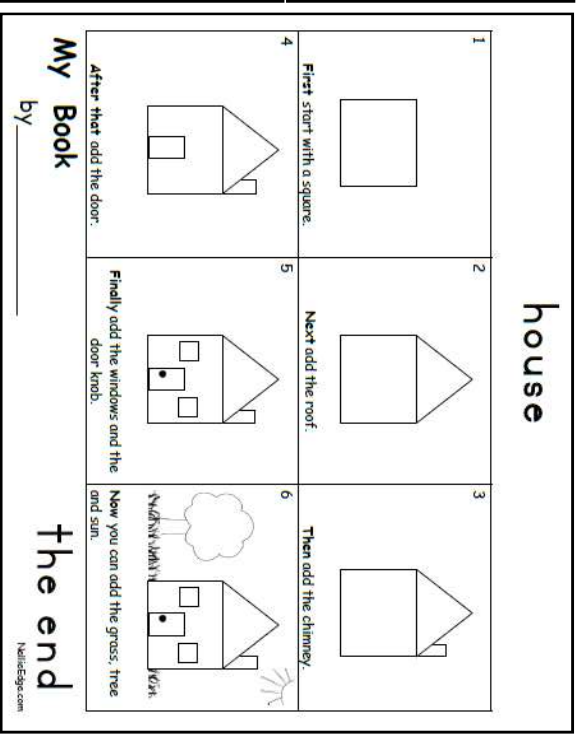 house
1
First start with a square.
2
Next add the roof.
3
Then add the chimney.
4
After that add the door.
5
Finally add the windows and the
door knob.
6
Now you can add the grass, tree
and sun.
My Book
by
the end
NellieEdge.com